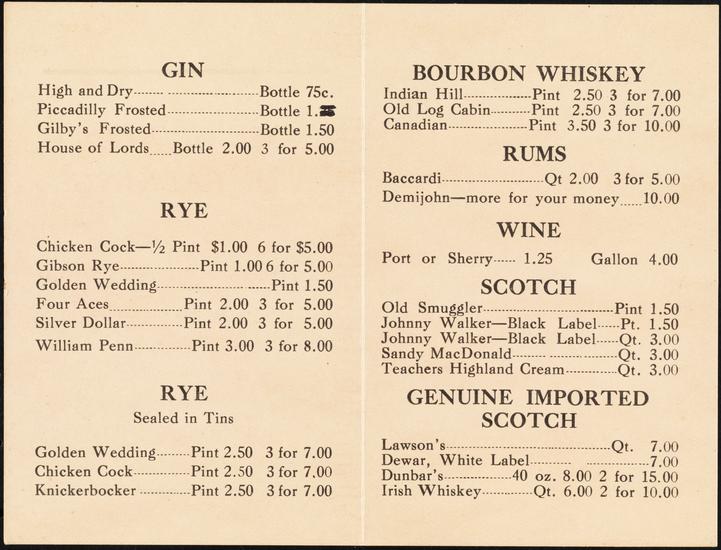 GIN
High and Dry Bottle 75c.
Piccadilly Frosted Bottle 1.
Gilby's Frosted Bottle 1.50
House of Lords Bottle 2.00 3 for 5.00
RYE
Chicken Cock—½ Pint $1.00 6 for $5.00
Gibson Rye Pint 1.00 6 for 5.00
Golden Wedding Pint 1.50
Four Aces Pint 2.00 3 for 5.00
Silver Dollar Pint 2.00 3 for 5.00
William Penn Pint 3.00 3 for 8.00
RYE
Sealed in Tins
Golden Wedding Pint 2.50 3 for 7.00
Chicken Cock Pint 2.50 3 for 7.00
Knickerbocker Pint 2.50 3 for 7.00
BOURBON WHISKEY
Indian Hill Pint 2.50 3 for 7.00
Old Log Cabin Pint 2.50 3 for 7.00
Canadian Pint 3.50 3 for 10.00
RUMS
Baccardi Qt 2.00 3 for 5.00
Demijohn—more for your money 10.00
WINE
Port or Sherry 1.25 Gallon 4.00
SCOTCH
Old Smuggler Pint 1.50
Johnny Walker—Black Label Pt. 1.50
Johnny Walker—Black Label Qt. 3.00
Sandy MacDonald Qt. 3.00
Teachers Highland Cream Qt. 3.00
GENUINE IMPORTED
SCOTCH
Lawson's Qt. 7.00
Dewar, White Label 7.00
Dunbar's 40 oz. 8.00 2 for 15.00
Irish Whiskey Qt. 6.00 2 for 10.00